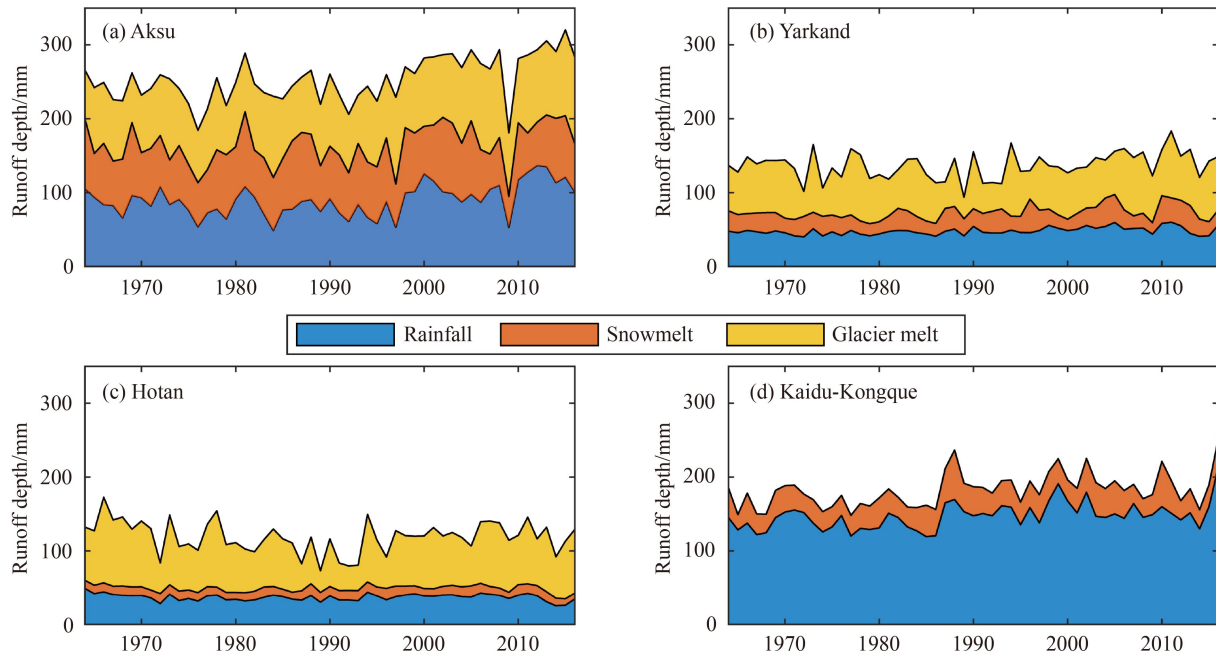 (a) Aksu
Runoff depth/mm
300
200
100
0
1970 1980 1990 2000 2010
(b) Yarkand
Runoff depth/mm
300
200
100
0
1970 1980 1990 2000 2010
Rainfall Snowmelt Glacier melt
(c) Hotan
Runoff depth/mm
300
200
100
0
1970 1980 1990 2000 2010
(d) Kaidu-Kongque
Runoff depth/mm
300
200
100
0
1970 1980 1990 2000 2010